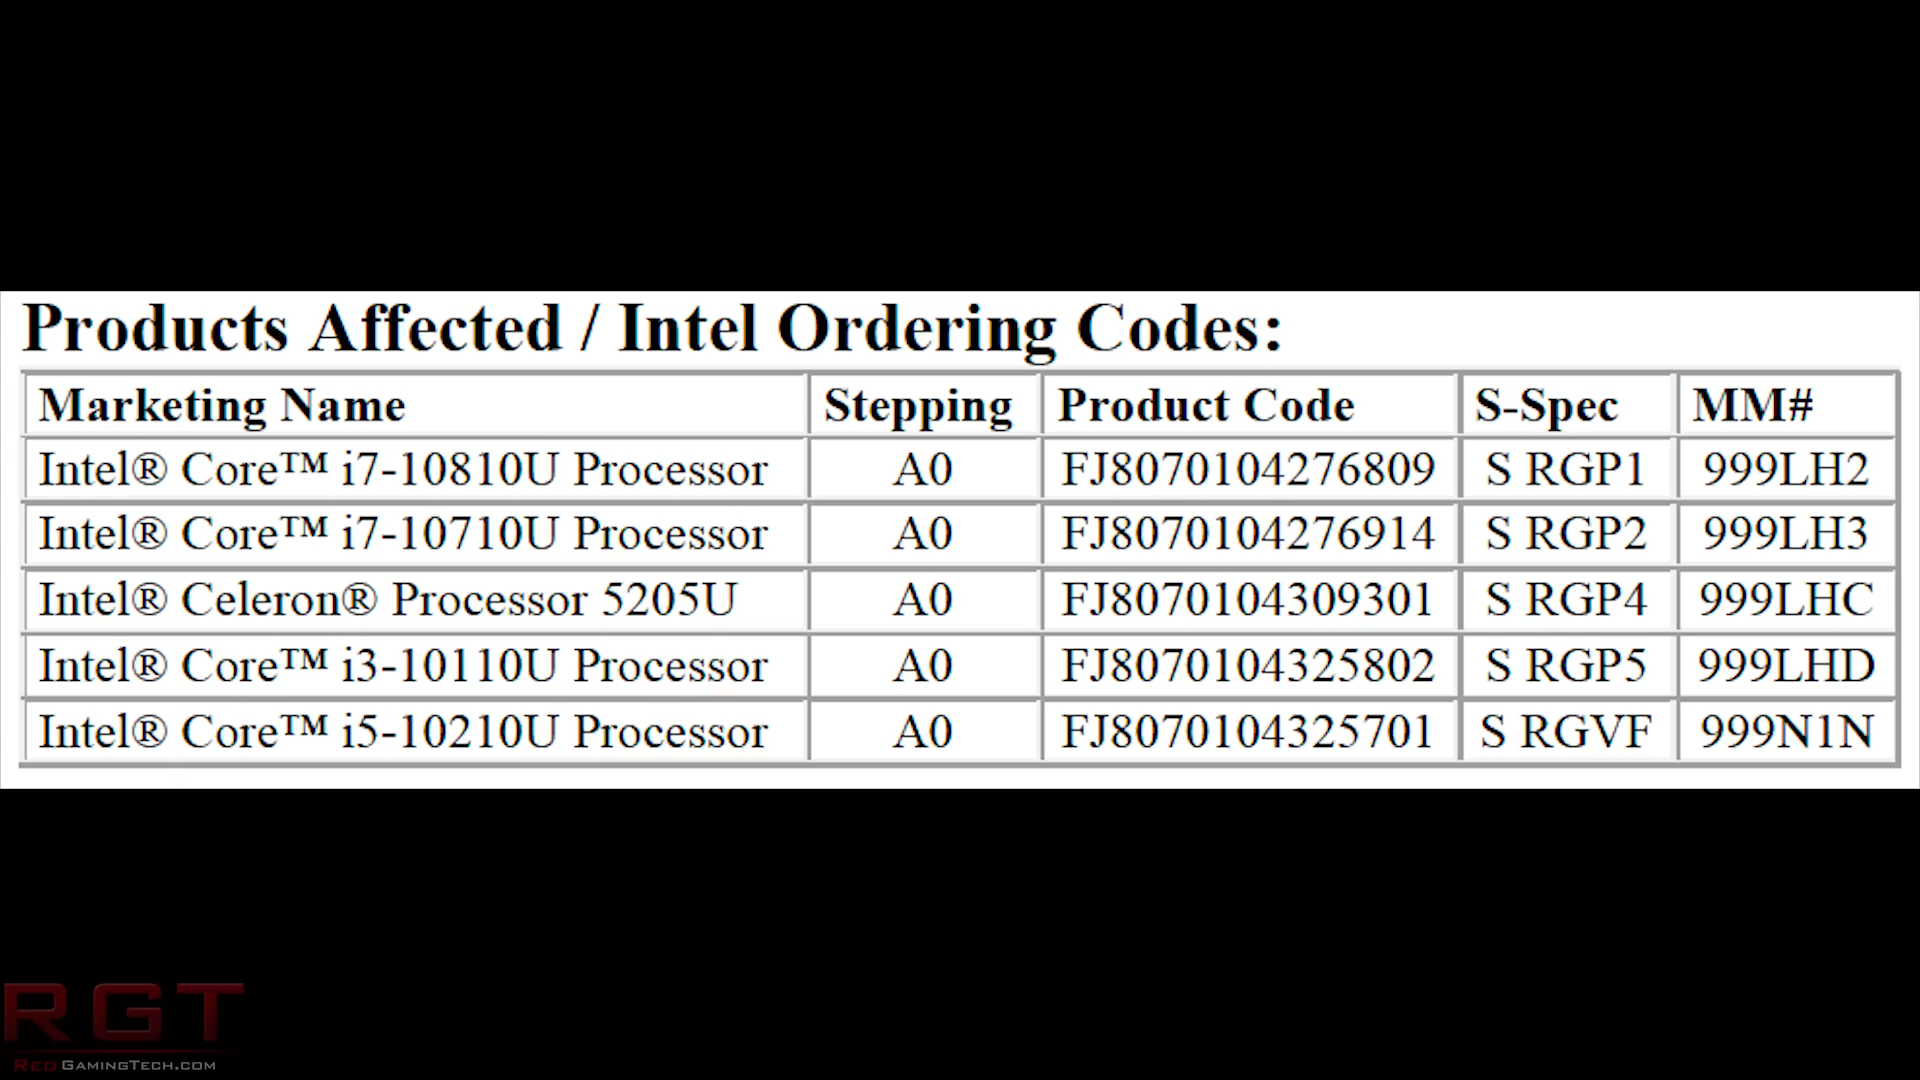 Products Affected / Intel Ordering Codes:
Marketing Name Stepping Product Code S-Spec MM#
Intel® Core™ i7-10810U Processor A0 FJ8070104276809 S RGP1 999LH2
Intel® Core™ i7-10710U Processor A0 FJ8070104276914 S RGP2 999LH3
Intel® Celeron® Processor 5205U A0 FJ8070104309301 S RGP4 999LHC
Intel® Core™ i3-10110U Processor A0 FJ8070104325802 S RGP5 999LHD
Intel® Core™ i5-10210U Processor A0 FJ8070104325701 S RGVF 999N1N
RGT
RedGamingTech.com